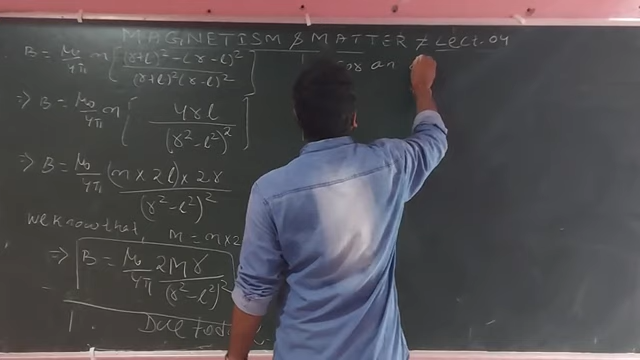 MAGNETISM & MATTER ⚡ Lect-04
B = μ₀/4π m [ (r+l)² - (r-l)² / (r+l)² (r-l)² ]
For an
⇒ B = μ₀/4π m [ 4rl / (r²-l²)² ]
⇒ B = μ₀/4π (m × 2l) × 2r / (r²-l²)²
We know that, M = m × 2
⇒ B = μ₀/4π 2Mr / (r²-l²)²
1. Due to